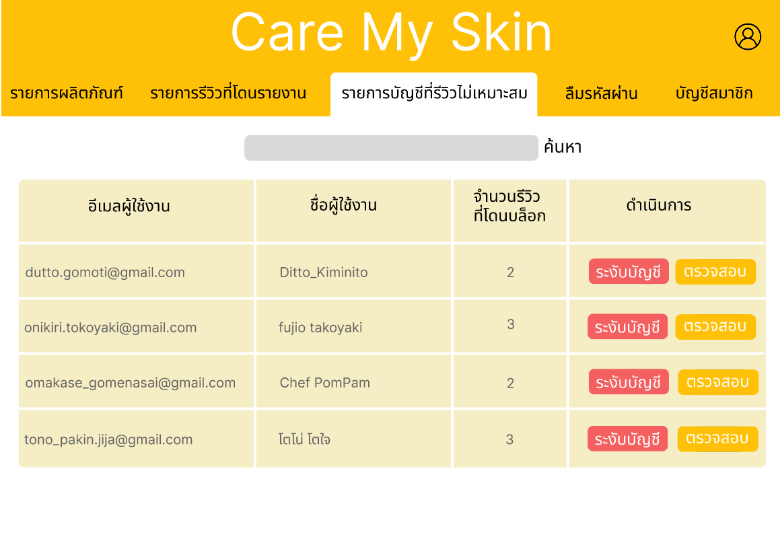 Care My Skin
รายการผลิตภัณฑ์ รายการรีวิวที่โดนรายงาน รายการบัญชีที่รีวิวไม่เหมาะสม ลืมรหัสผ่าน บัญชีสมาชิก
ค้นหา
อีเมลผู้ใช้งาน ชื่อผู้ใช้งาน จำนวนรีวิว ดำเนินการ
ที่โดนบล็อก
dutto.gomoti@gmail.com Ditto_Kiminito 2 ระงับบัญชี ตรวจสอบ
onikiri.tokoyaki@gmail.com fujio takoyaki 3 ระงับบัญชี ตรวจสอบ
omakase_gomenasai@gmail.com Chef PomPam 2 ระงับบัญชี ตรวจสอบ
tono_pakin.jija@gmail.com โตโน่ โตใจ 3 ระงับบัญชี ตรวจสอบ